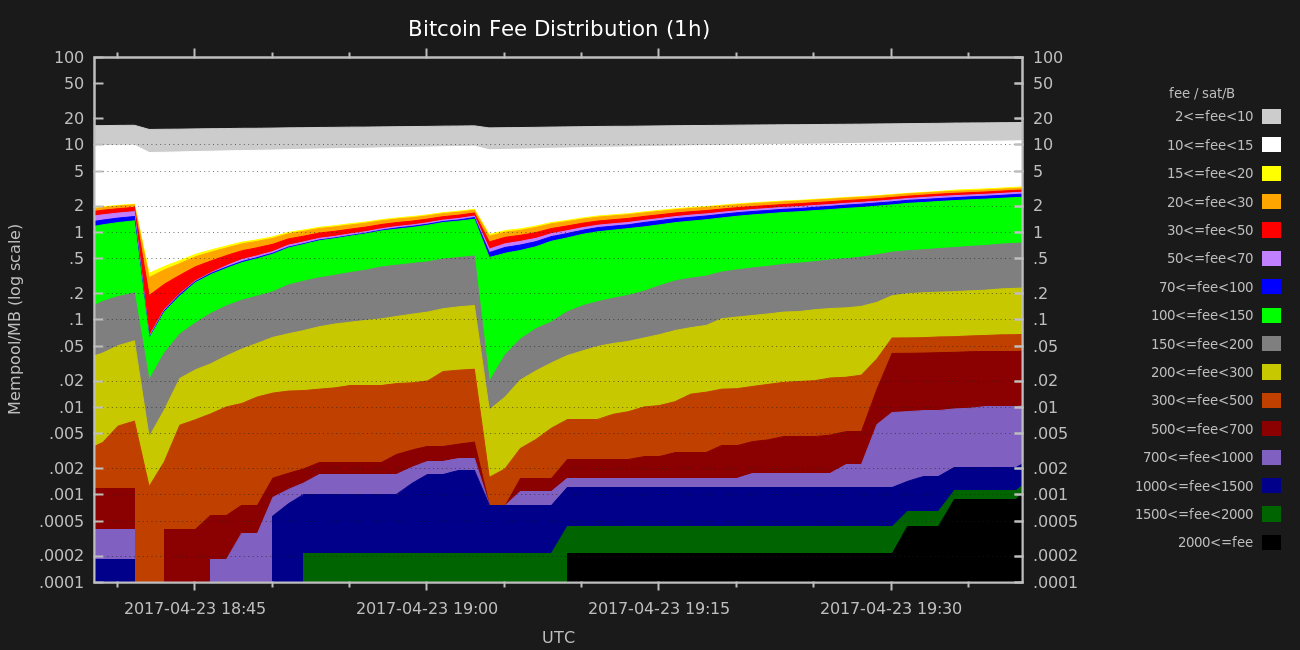 Bitcoin Fee Distribution (1h)
Mempool/MB (log scale)
100
50
20
10
5
2
1
.5
.2
.1
.05
.02
.01
.005
.002
.001
.0005
.0002
.0001
100
50
20
10
5
2
1
.5
.2
.1
.05
.02
.01
.005
.002
.001
.0005
.0002
.0001
fee / sat/B
2<=fee<10
10<=fee<15
15<=fee<20
20<=fee<30
30<=fee<50
50<=fee<70
70<=fee<100
100<=fee<150
150<=fee<200
200<=fee<300
300<=fee<500
500<=fee<700
700<=fee<1000
1000<=fee<1500
1500<=fee<2000
2000<=fee
2017-04-23 18:45 2017-04-23 19:00 2017-04-23 19:15 2017-04-23 19:30
UTC